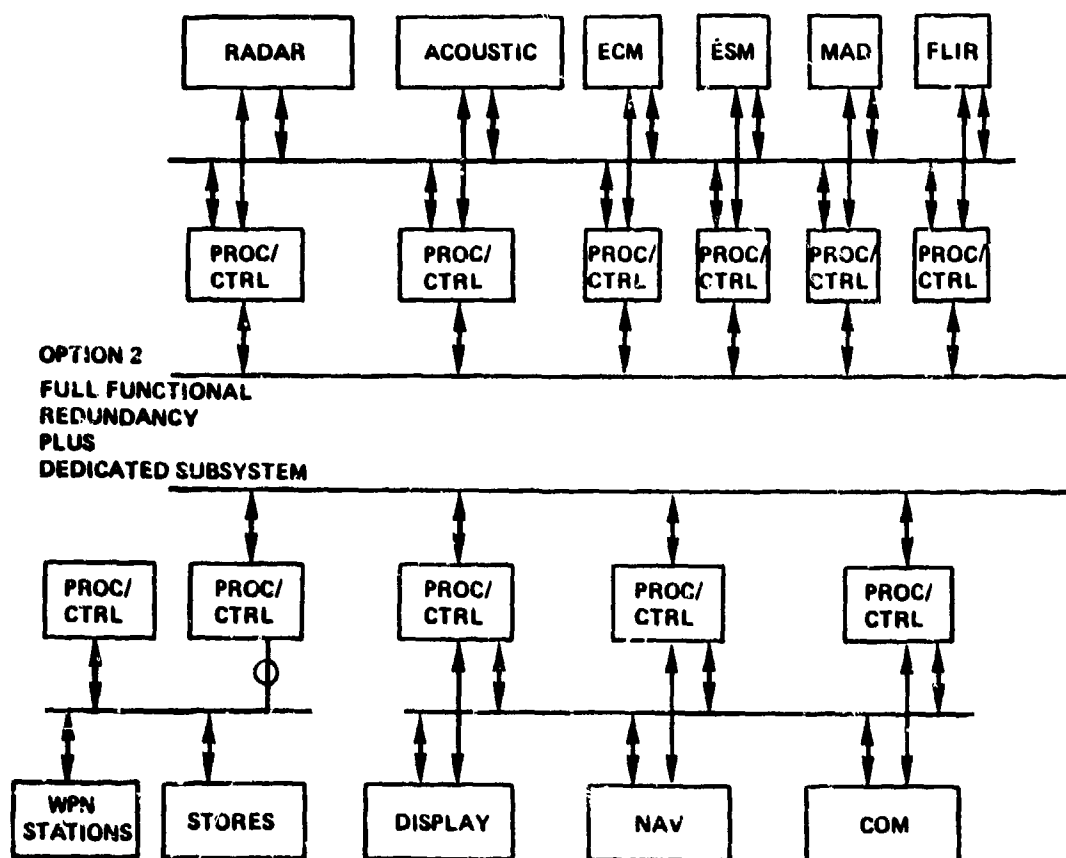 RADAR
ACOUSTIC
ECM
ESM
MAD
FLIR
PROC/
CTRL
PROC/
CTRL
PROC/
CTRL
PROC/
CTRL
PROC/
CTRL
PROC/
CTRL
OPTION 2
FULL FUNCTIONAL
REDUNDANCY
PLUS
DEDICATED SUBSYSTEM
PROC/
CTRL
PROC/
CTRL
PROC/
CTRL
PROC/
CTRL
PROC/
CTRL
WPN
STATIONS
STORES
DISPLAY
NAV
COM